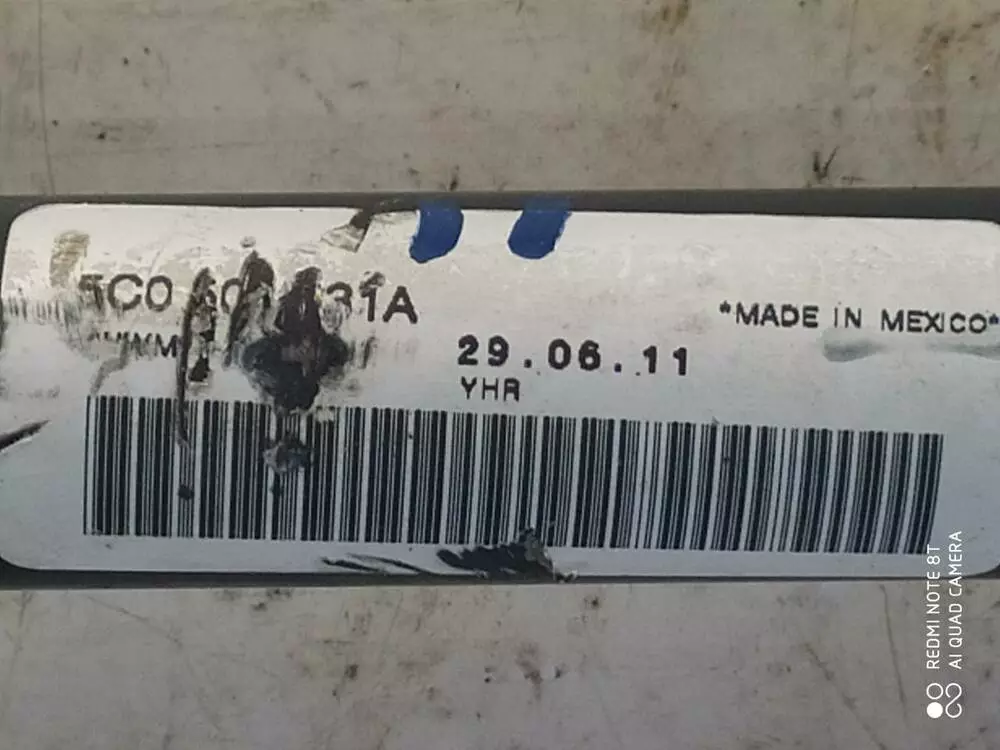 *MADE IN MEXICO*
29.06.11
YHR
REDMI NOTE 8T
AI QUAD CAMERA